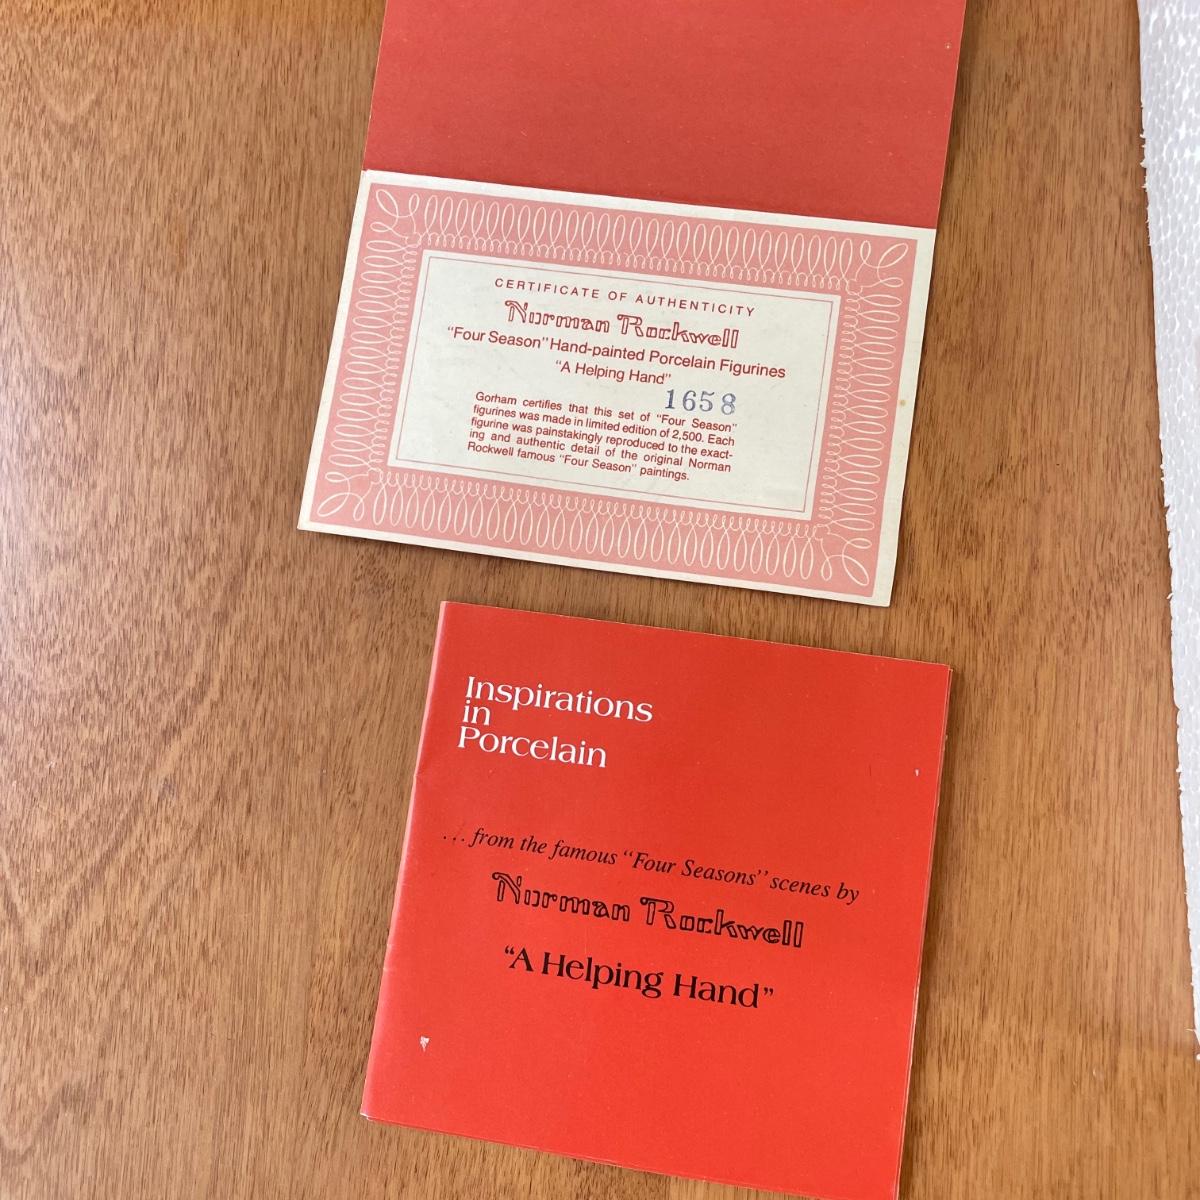 CERTIFICATE OF AUTHENTICITY
Norman Rockwell
"Four Season" Hand-painted Porcelain Figurines
"A Helping Hand"
1658
Gorham certifies that this set of "Four Season"
figurines was made in limited edition of 2,500. Each
figurine was painstakingly reproduced to the exact-
ing and authentic detail of the original Norman
Rockwell famous "Four Season" paintings.
Inspirations
in
Porcelain
...from the famous "Four Seasons" scenes by
Norman Rockwell
"A Helping Hand"